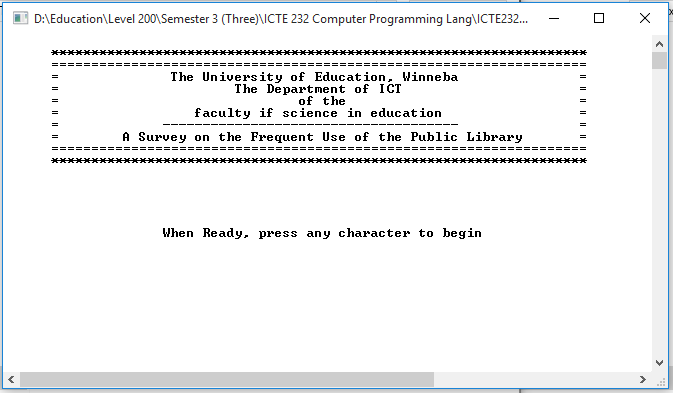 D:\Education\Level 200\Semester 3 (Three)\ICTE 232 Computer Programming Lang\ICTE232...
*******************************************************************
===================================================================
= The University of Education, Winneba =
= The Department of ICT =
= of the =
= faculty if science in education =
= ------------------------------------- =
= A Survey on the Frequent Use of the Public Library =
===================================================================
*******************************************************************
When Ready, press any character to begin